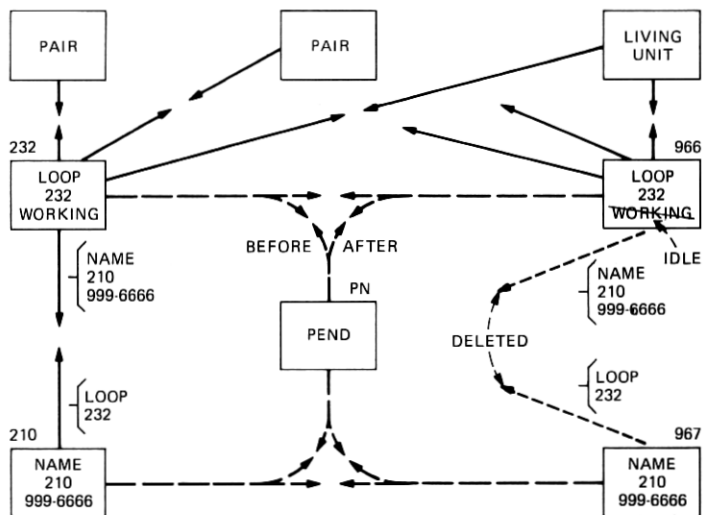 PAIR
PAIR
LIVING
UNIT
232
966
LOOP
232
WORKING
LOOP
232
WORKING
BEFORE
AFTER
IDLE
NAME
210
999-6666
PN
NAME
210
999-6666
PEND
DELETED
LOOP
232
LOOP
232
210
967
NAME
210
999-6666
NAME
210
999-6666